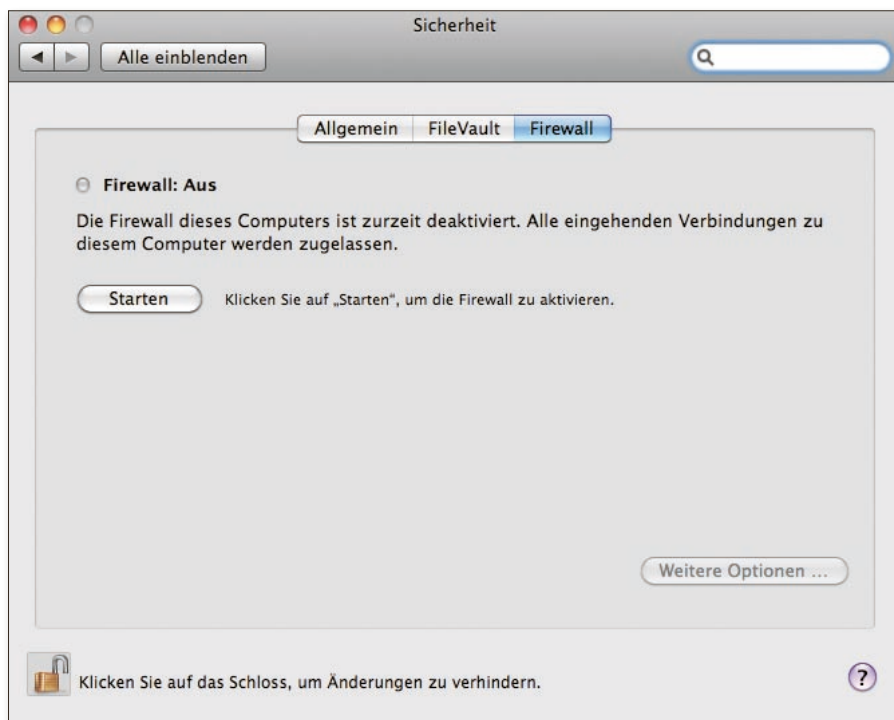 Sicherheit
Alle einblenden
Allgemein FileVault Firewall
Firewall: Aus
Die Firewall dieses Computers ist zurzeit deaktiviert. Alle eingehenden Verbindungen zu
diesem Computer werden zugelassen.
Starten Klicken Sie auf „Starten“, um die Firewall zu aktivieren.
Weitere Optionen ...
Klicken Sie auf das Schloss, um Änderungen zu verhindern.
?